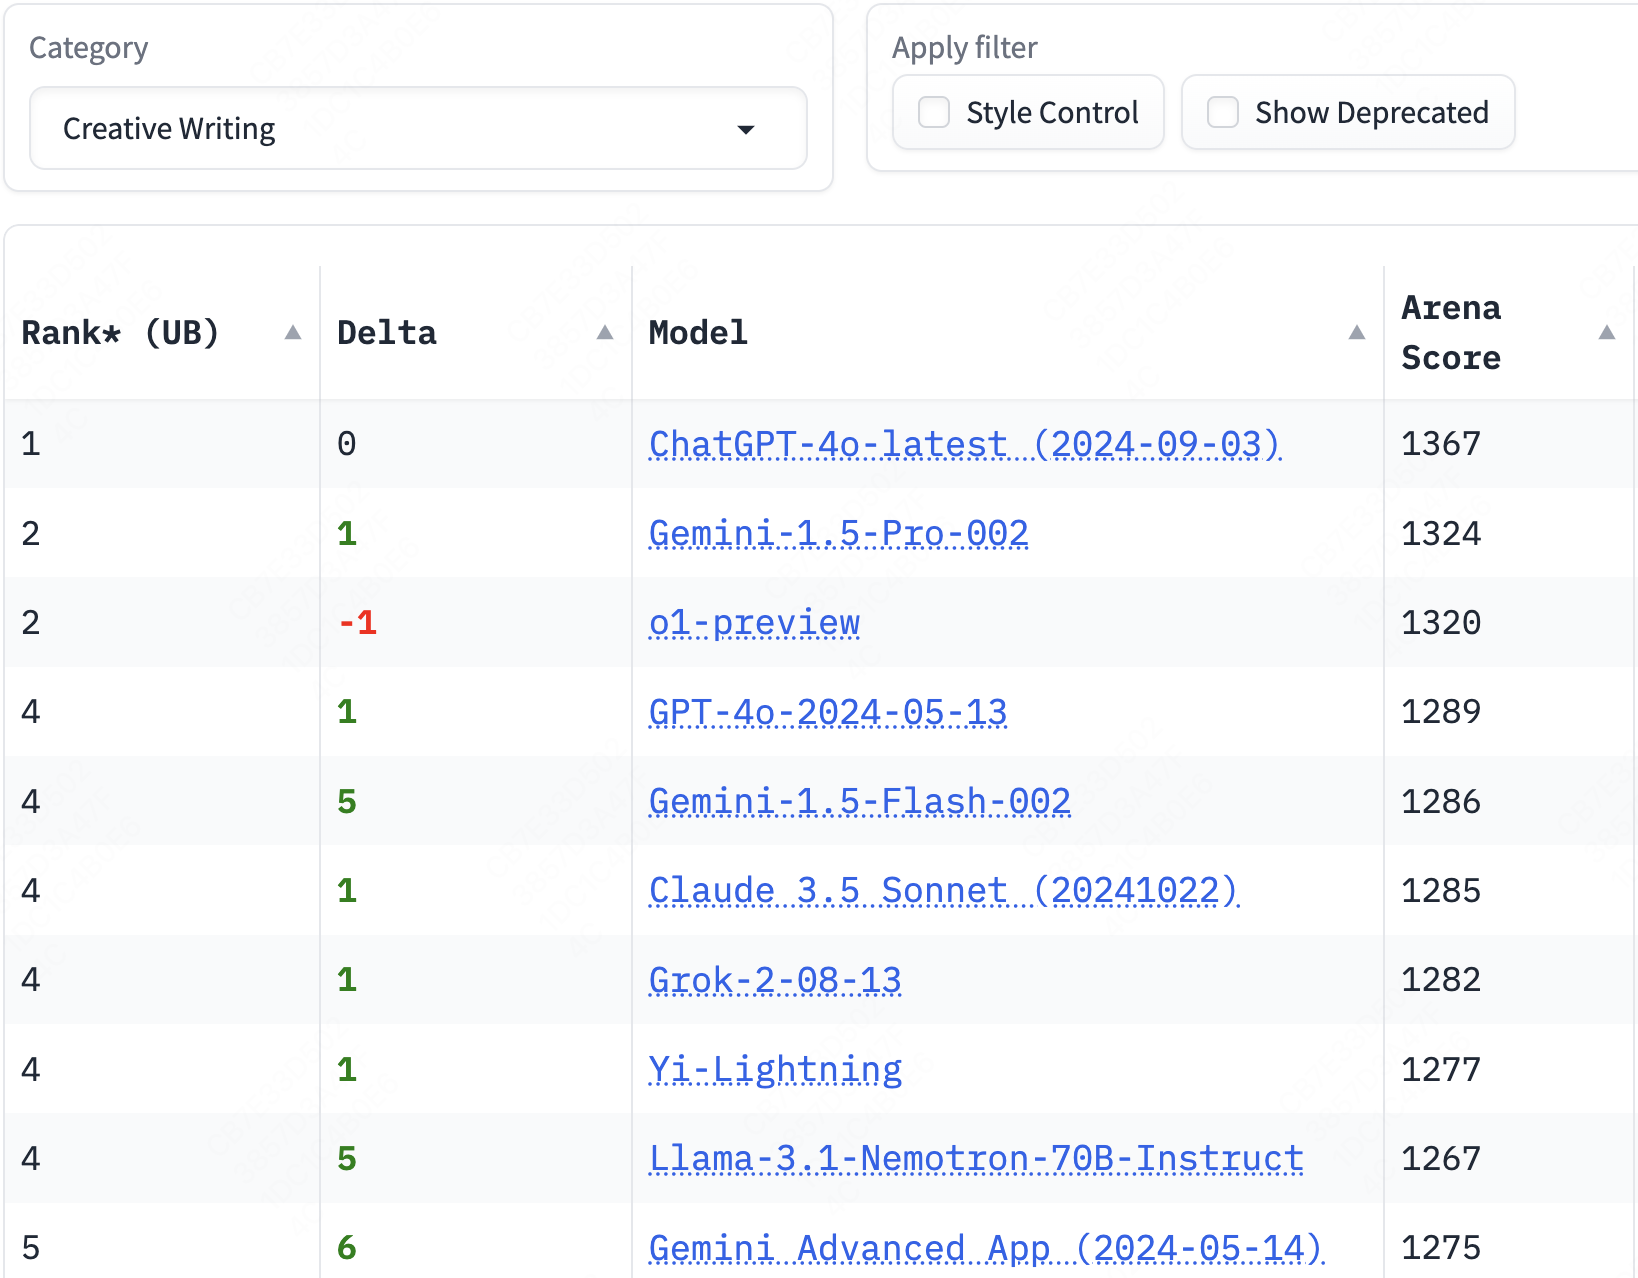 Category
Apply filter
Creative Writing
Style Control
Show Deprecated
Rank* (UB) Delta Model Arena Score
1 0 ChatGPT-4o-latest (2024-09-03) 1367
2 1 Gemini-1.5-Pro-002 1324
2 -1 o1-preview 1320
4 1 GPT-4o-2024-05-13 1289
4 5 Gemini-1.5-Flash-002 1286
4 1 Claude 3.5 Sonnet (20241022) 1285
4 1 Grok-2-08-13 1282
4 1 Yi-Lightning 1277
4 5 Llama-3.1-Nemotron-70B-Instruct 1267
5 6 Gemini Advanced App (2024-05-14) 1275